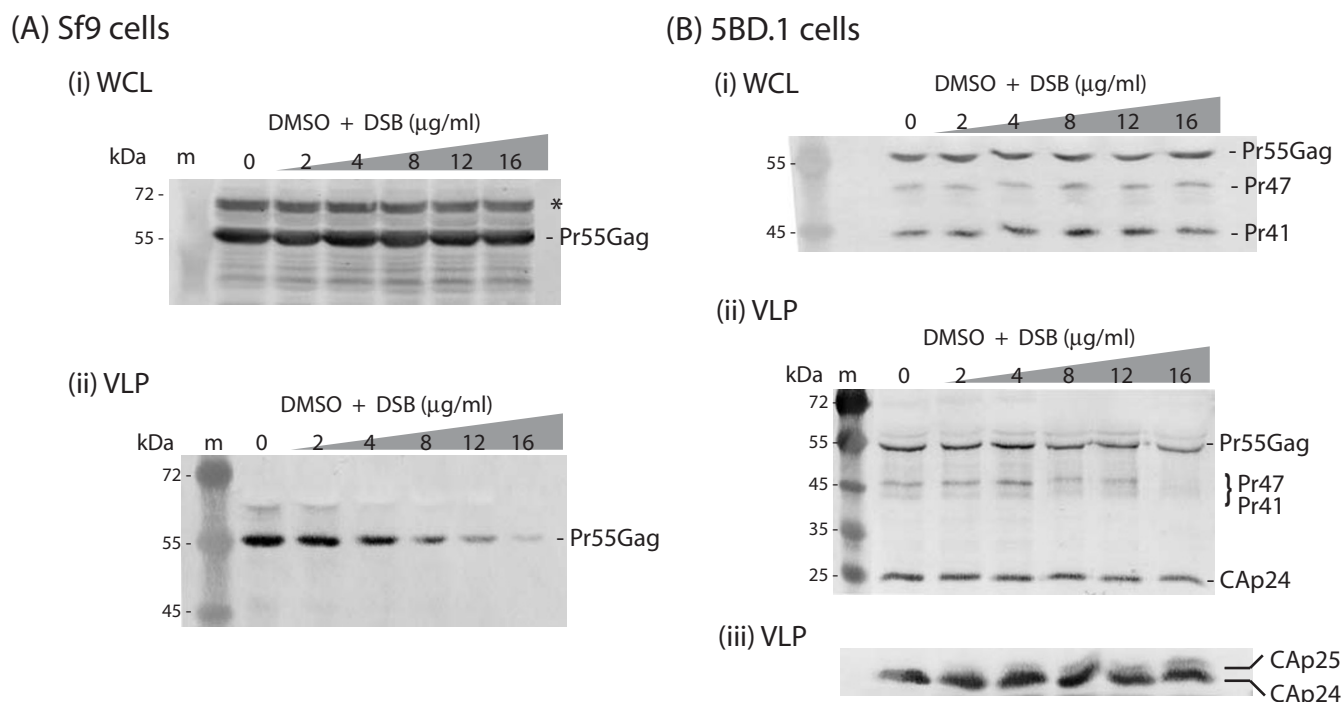 (A) Sf9 cells
(i) WCL
DMSO + DSB (µg/ml)
kDa m 0 2 4 8 12 16
72 -
*
55 -
- Pr55Gag
(ii) VLP
DMSO + DSB (µg/ml)
kDa m 0 2 4 8 12 16
72 -
55 -
- Pr55Gag
45 -
(B) 5BD.1 cells
(i) WCL
DMSO + DSB (µg/ml)
0 2 4 8 12 16
55 -
- Pr55Gag
- Pr47
45 -
- Pr41
(ii) VLP
DMSO + DSB (µg/ml)
kDa m 0 2 4 8 12 16
72 -
55 -
- Pr55Gag
45 -
} Pr47
Pr41
35 -
25 -
- CAp24
(iii) VLP
CAp25
CAp24